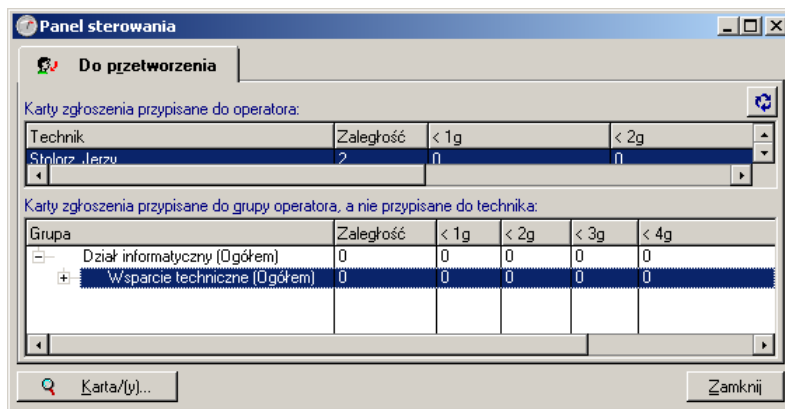 Panel sterowania
Do przetworzenia
Karty zgłoszenia przypisane do operatora:
Technik Zaległość < 1g < 2g
Stolorz Jerzy 2 0 0
Karty zgłoszenia przypisane do grupy operatora, a nie przypisane do technika:
Grupa Zaległość < 1g < 2g < 3g < 4g
Dział informatyczny (Ogółem) 0 0 0 0 0
Wsparcie techniczne (Ogółem) 0 0 0 0 0
Karta/(y)... Zamknij